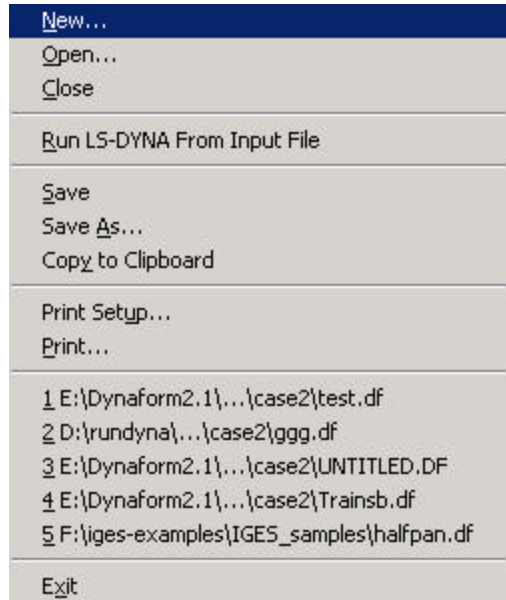 New...
Open...
Close
Run LS-DYNA From Input File
Save
Save As...
Copy to Clipboard
Print Setup...
Print...
1 E:\Dynaform2.1\...\case2\test.df
2 D:\rundyna\...\case2\ggg.df
3 E:\Dynaform2.1\...\case2\UNTITLED.DF
4 E:\Dynaform2.1\...\case2\Trainsb.df
5 F:\iges-examples\IGES_samples\halfpan.df
Exit